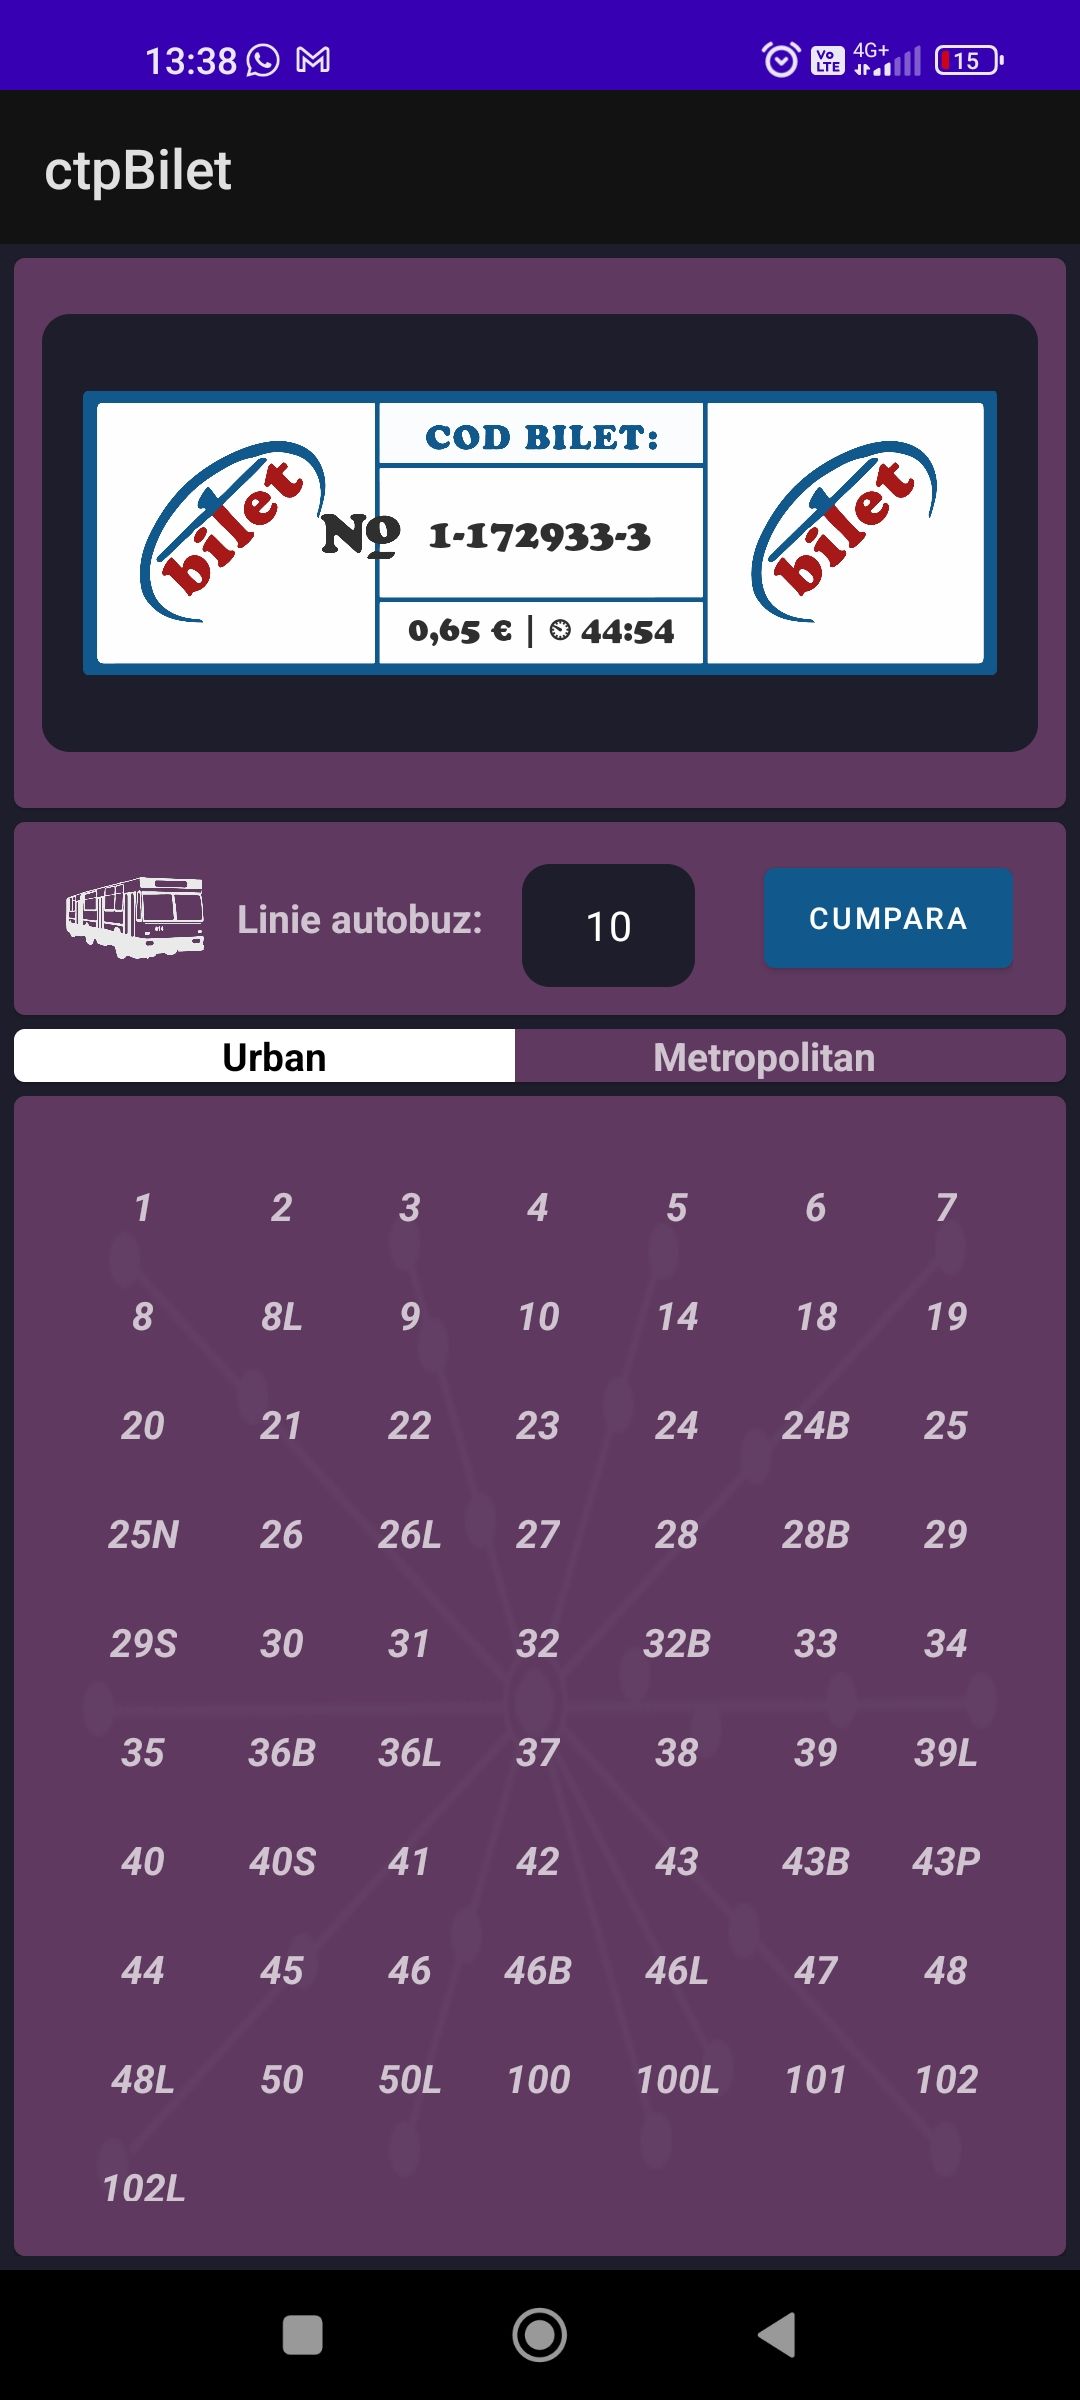 13:38 VoLTE 4G+ 15
ctpBilet
COD BILET:
bilet Nº 1-172933-3 bilet
0,65 € | 44:54
Linie autobuz: 10 CUMPARA
Urban Metropolitan
1 2 3 4 5 6 7
8 8L 9 10 14 18 19
20 21 22 23 24 24B 25
25N 26 26L 27 28 28B 29
29S 30 31 32 32B 33 34
35 36B 36L 37 38 39 39L
40 40S 41 42 43 43B 43P
44 45 46 46B 46L 47 48
48L 50 50L 100 100L 101 102
102L